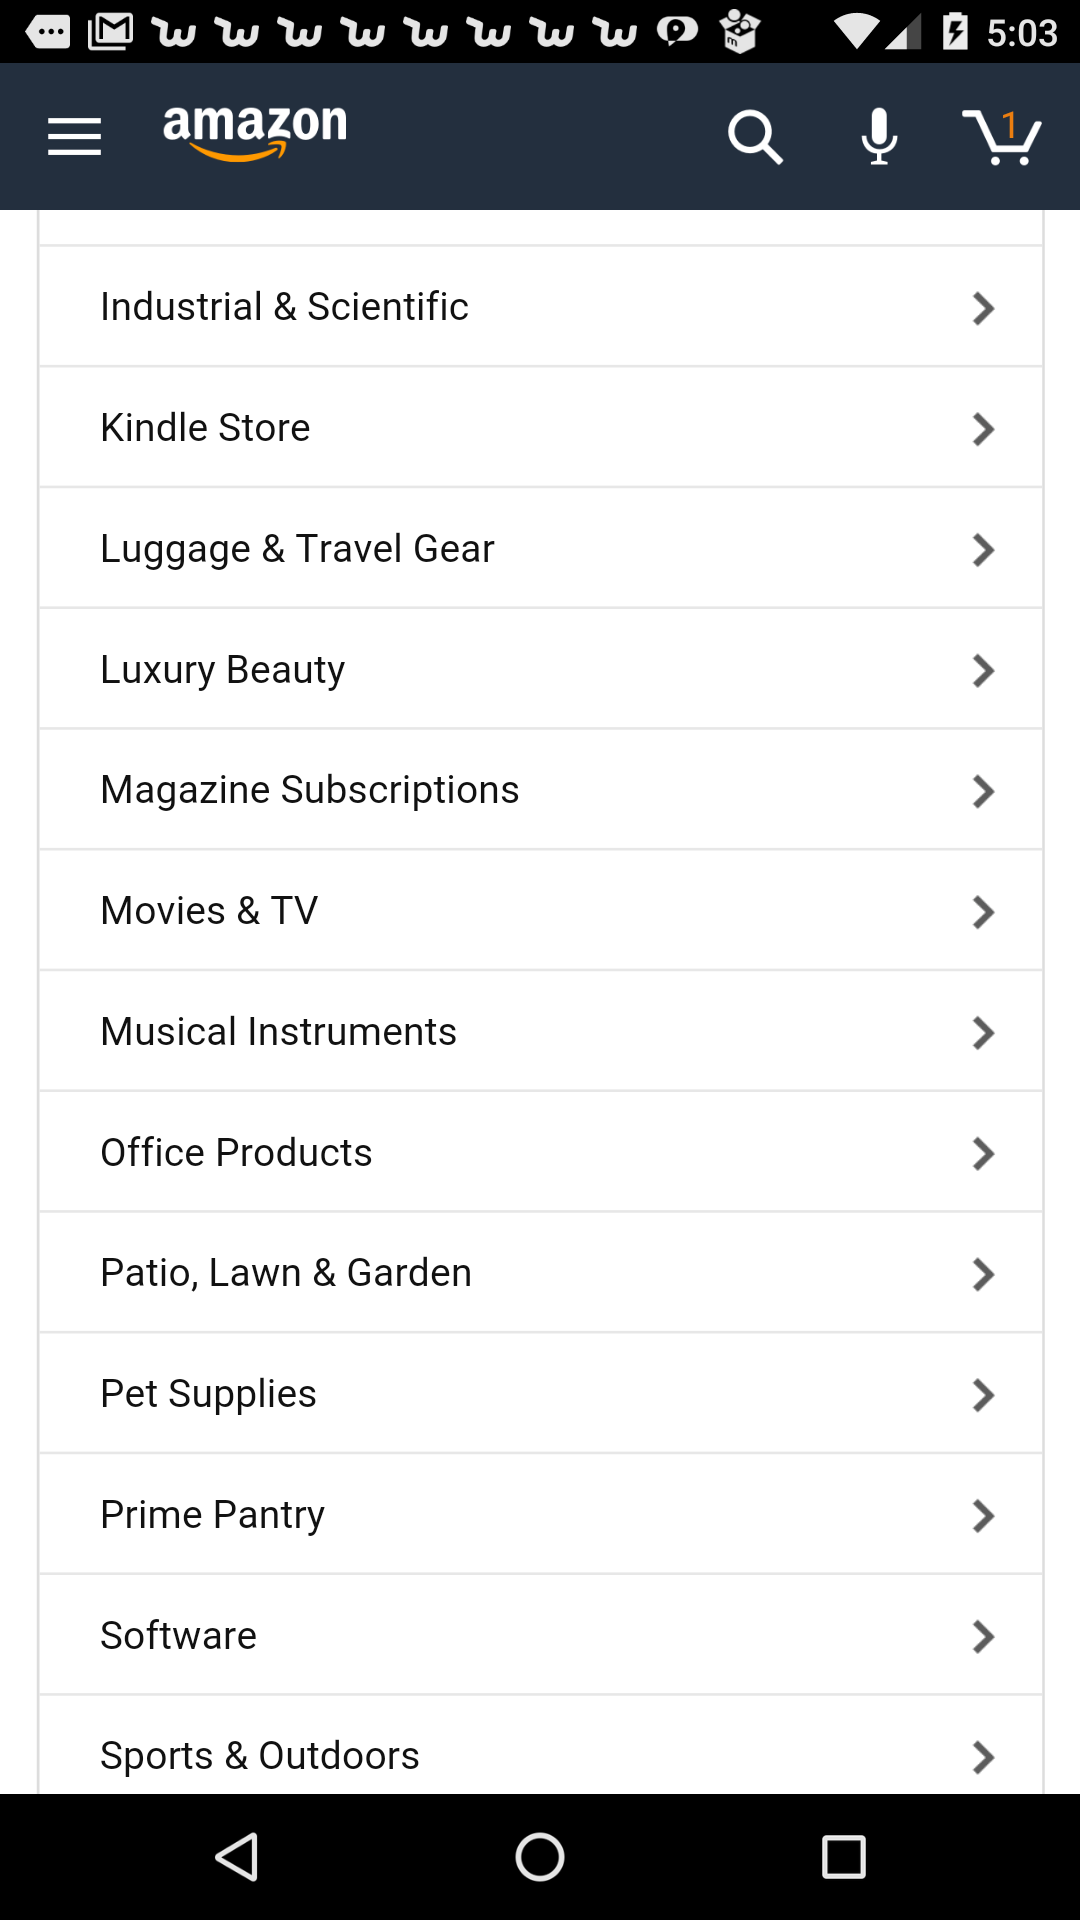 5:03
amazon
1
Industrial & Scientific
Kindle Store
Luggage & Travel Gear
Luxury Beauty
Magazine Subscriptions
Movies & TV
Musical Instruments
Office Products
Patio, Lawn & Garden
Pet Supplies
Prime Pantry
Software
Sports & Outdoors